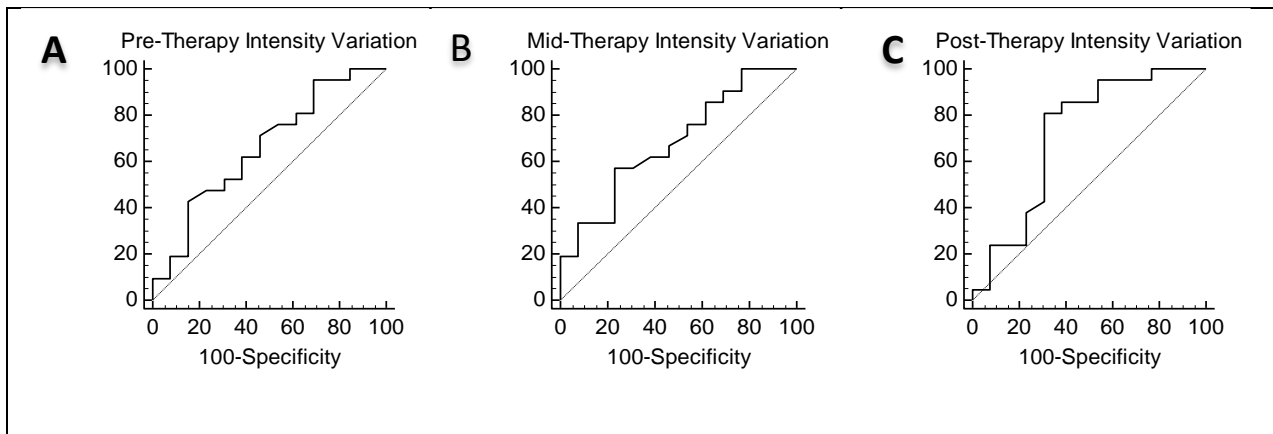 A
Pre-Therapy Intensity Variation
100
80
60
40
20
0
0 20 40 60 80 100
100-Specificity
B
Mid-Therapy Intensity Variation
100
80
60
40
20
0
0 20 40 60 80 100
100-Specificity
C
Post-Therapy Intensity Variation
100
80
60
40
20
0
0 20 40 60 80 100
100-Specificity